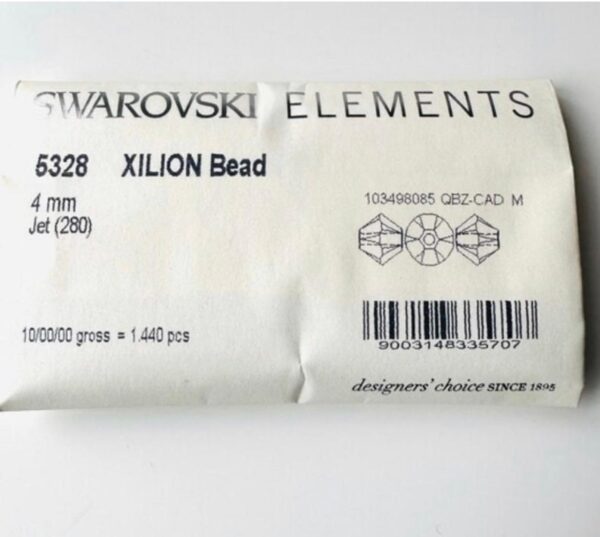 SWAROVSKI ELEMENTS
5328 XILION Bead
4 mm
Jet (280)
103498085 QBZ-CAD M
10/00/00 gross = 1.440 pcs
9003148335707
designers' choice SINCE 1895